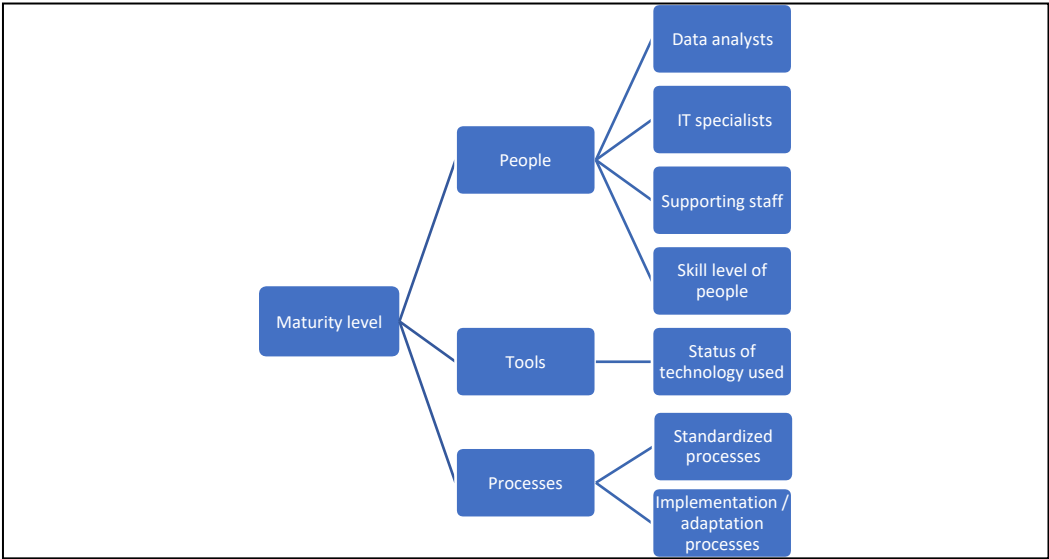 Data analysts
IT specialists
People
Supporting staff
Skill level of
people
Maturity level
Tools
Status of
technology used
Standardized
processes
Processes
Implementation /
adaptation
processes